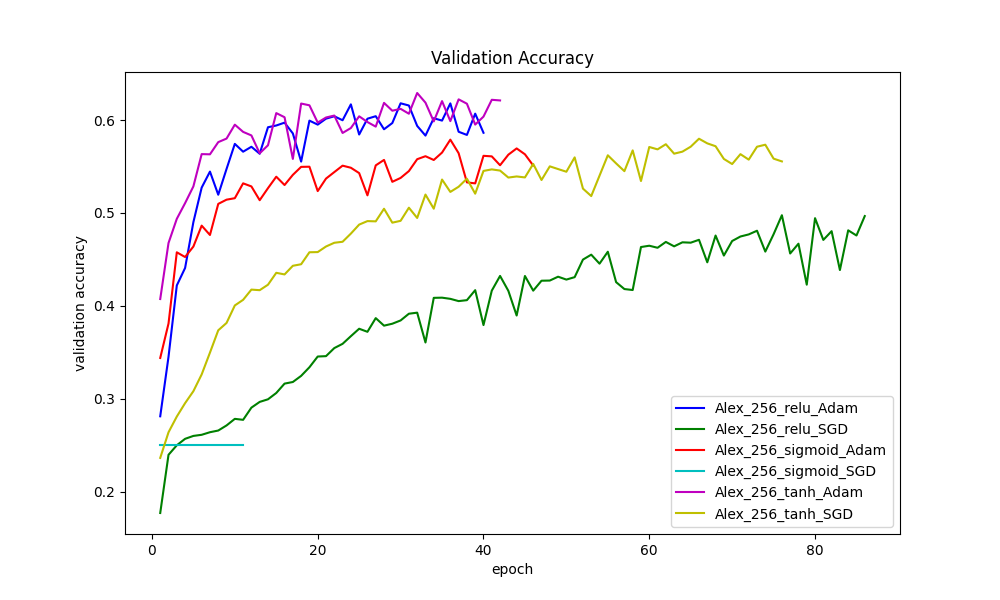 Validation Accuracy
validation accuracy
0.6
0.5
0.4
0.3
0.2
0
20
40
60
80
epoch
Alex_256_relu_Adam
Alex_256_relu_SGD
Alex_256_sigmoid_Adam
Alex_256_sigmoid_SGD
Alex_256_tanh_Adam
Alex_256_tanh_SGD